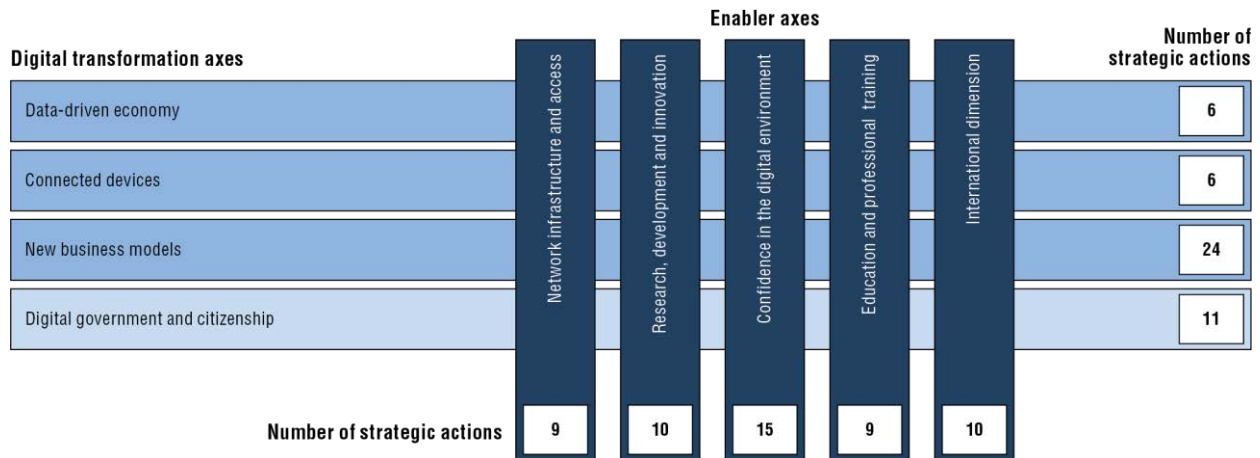 Enabler axes
Digital transformation axes
Number of
strategic actions
Data-driven economy
6
Connected devices
6
New business models
24
Digital government and citizenship
11
Network infrastructure and access
Research, development and innovation
Confidence in the digital environment
Education and professional training
International dimension
Number of strategic actions
9
10
15
9
10